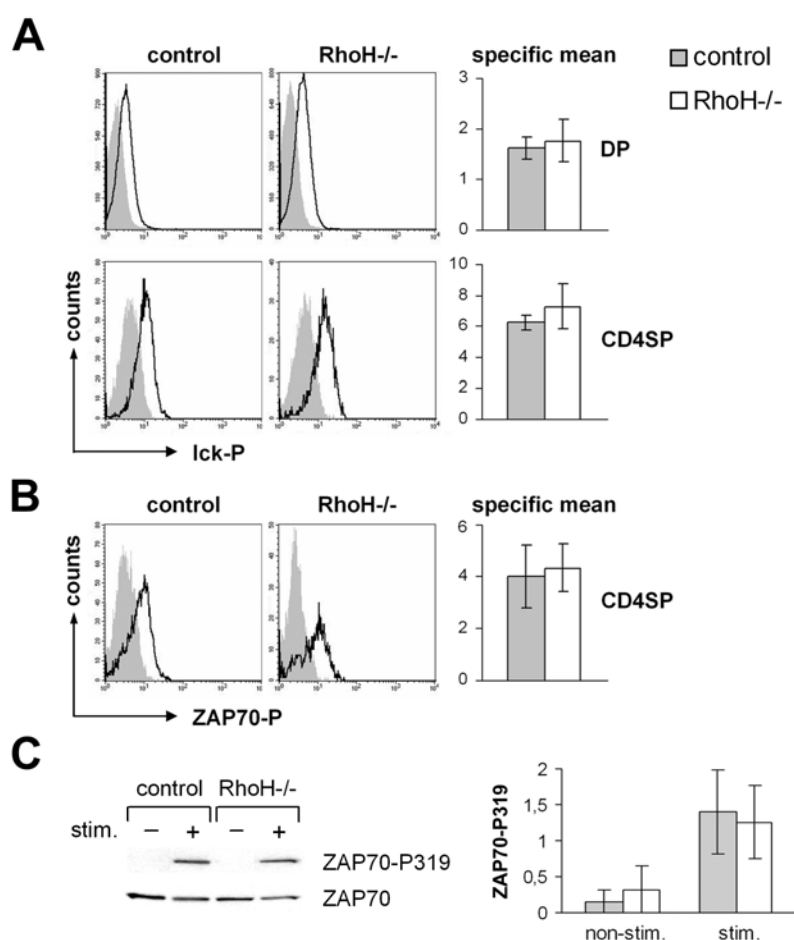 A
control RhoH-/- specific mean
control
RhoH-/-
3
2
1
0
DP
counts
10
8
6
4
2
0
CD4SP
lck-P
B
control RhoH-/- specific mean
counts
6
4
2
0
CD4SP
ZAP70-P
C
control RhoH-/-
stim. – + – +
ZAP70-P319
ZAP70
ZAP70-P319
2
1,5
1
0,5
0
non-stim. stim.